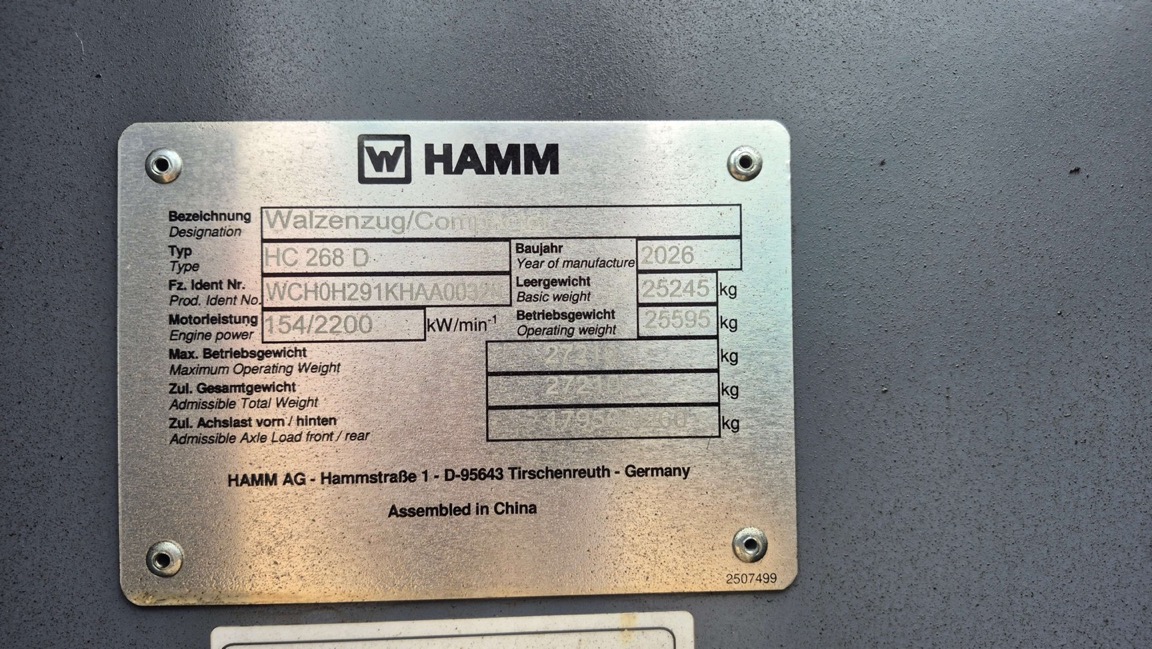 HAMM
Bezeichnung Walzenzug/Compactor
Designation
Typ HC 268 D Baujahr 2026
Type Year of manufacture
Fz. Ident Nr. Leergewicht 25245 kg
Prod. Ident No. Basic weight
Motorleistung 154/2200 kW/min-1 Betriebsgewicht 25595 kg
Engine power Operating weight
Max. Betriebsgewicht kg
Maximum Operating Weight
Zul. Gesamtgewicht kg
Admissible Total Weight
Zul. Achslast vorn / hinten kg
Admissible Axle Load front / rear
HAMM AG - Hammstraße 1 - D-95643 Tirschenreuth - Germany
Assembled in China
2507499